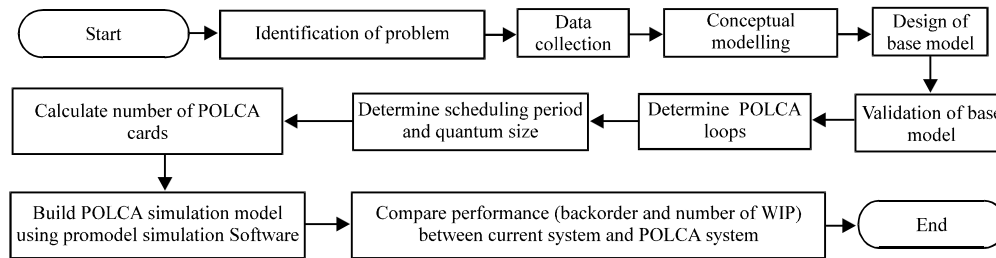 Start
Identification of problem
Data
collection
Conceptual
modelling
Design of
base model
Validation of base
model
Determine POLCA
loops
Determine scheduling period
and quantum size
Calculate number of POLCA
cards
Build POLCA simulation model
using promodel simulation Software
Compare performance (backorder and number of WIP)
between current system and POLCA system
End